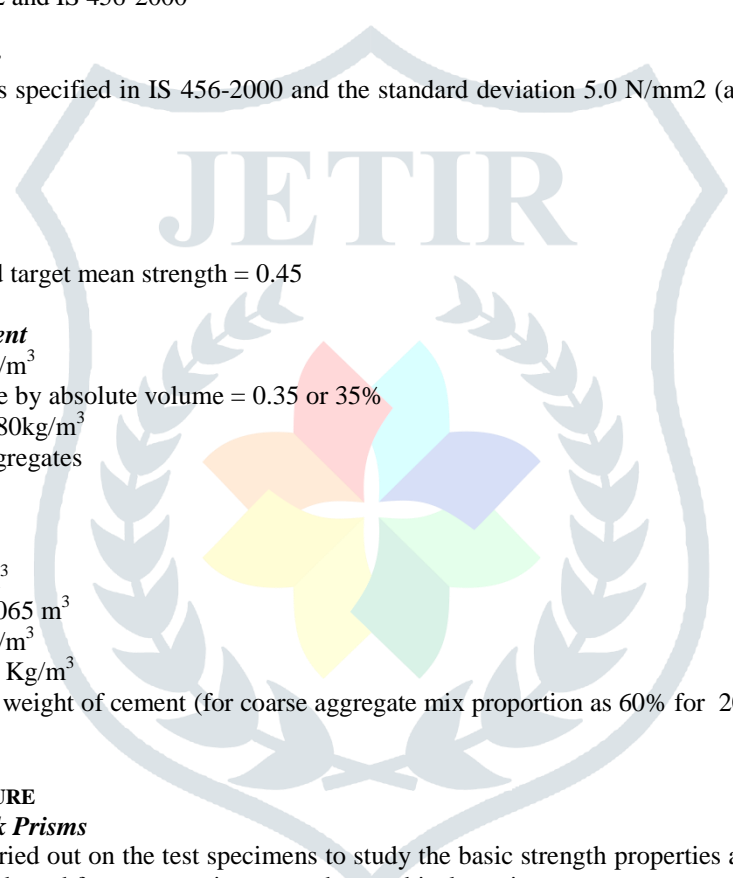 and IS 456-2000
s specified in IS 456-2000 and the standard deviation 5.0 N/mm2 (a
JETIR
d target mean strength = 0.45
ent
/m³
e by absolute volume = 0.35 or 35%
80kg/m³
gregates
3
065 m³
/m³
Kg/m³
weight of cement (for coarse aggregate mix proportion as 60% for 20
URE
k Prisms
ried out on the test specimens to study the basic strength properties a